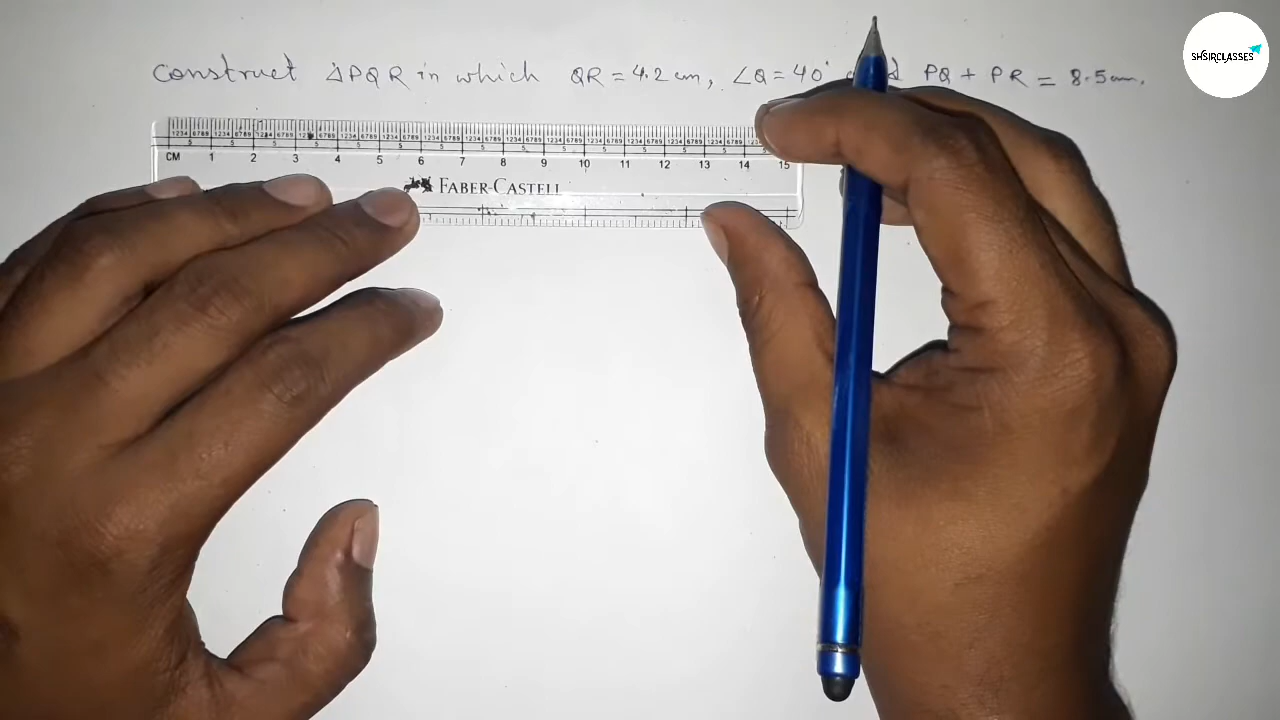 Construct ΔPQR in which QR = 4.2 cm, ∠Q = 40° PQ + PR = 8.5 cm.
SHSIRCLASSES
CM 1 2 3 4 5 6 7 8 9 10 11 12 13 14 15
FABER-CASTELL